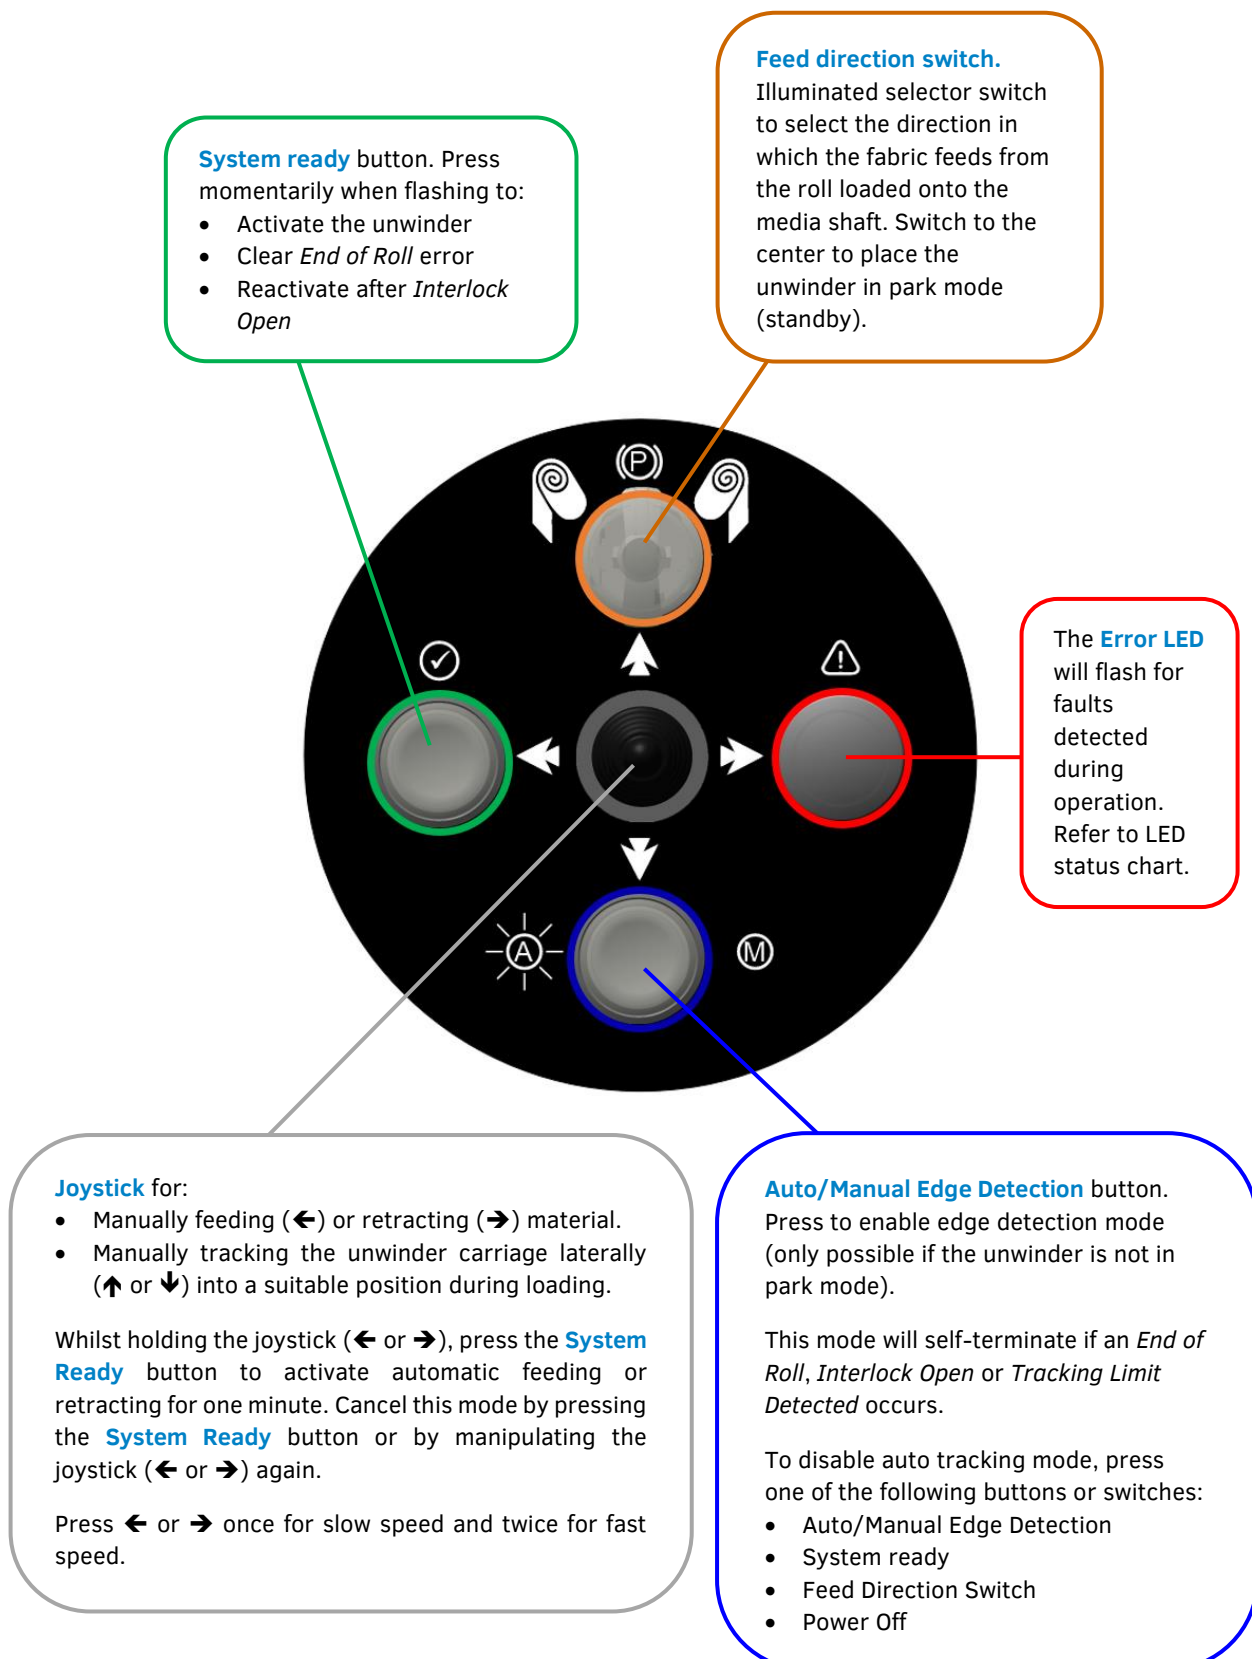 Feed direction switch.
Illuminated selector switch
to select the direction in
which the fabric feeds from
the roll loaded onto the
media shaft. Switch to the
center to place the
unwinder in park mode
(standby).
System ready button. Press
momentarily when flashing to:
• Activate the unwinder
• Clear End of Roll error
• Reactivate after Interlock
Open
P
The Error LED
will flash for
faults
detected
during
operation.
Refer to LED
status chart.
A
M
Joystick for:
• Manually feeding (←) or retracting (→) material.
• Manually tracking the unwinder carriage laterally
(↑ or ↓) into a suitable position during loading.
Whilst holding the joystick (← or →), press the System
Ready button to activate automatic feeding or
retracting for one minute. Cancel this mode by pressing
the System Ready button or by manipulating the
joystick (← or →) again.
Press ← or → once for slow speed and twice for fast
speed.
Auto/Manual Edge Detection button.
Press to enable edge detection mode
(only possible if the unwinder is not in
park mode).
This mode will self-terminate if an End of
Roll, Interlock Open or Tracking Limit
Detected occurs.
To disable auto tracking mode, press
one of the following buttons or switches:
• Auto/Manual Edge Detection
• System ready
• Feed Direction Switch
• Power Off